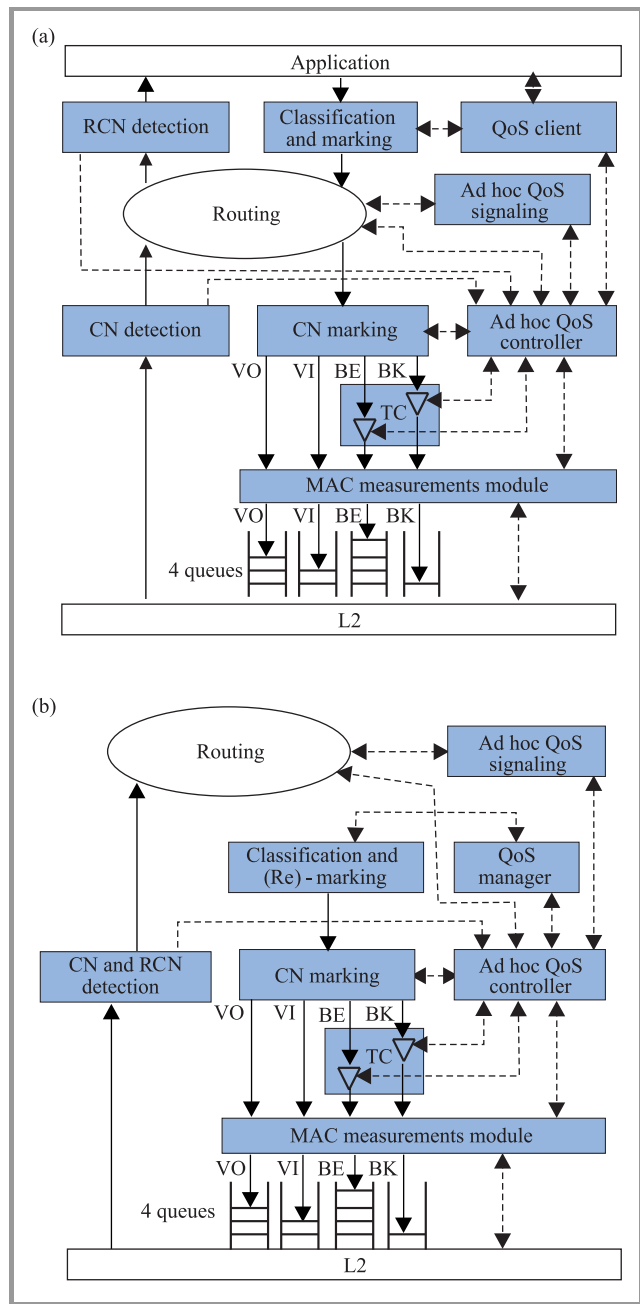 (a)
Application
RCN detection
Classification
and marking
QoS client
Routing
Ad hoc QoS
signaling
CN detection
CN marking
Ad hoc QoS
controller
VO
VI
BE
BK
TC
MAC measurements module
VO
VI
BE
BK
4 queues
L2
(b)
Routing
Ad hoc QoS
signaling
Classification and
(Re) - marking
QoS
manager
CN and RCN
detection
CN marking
Ad hoc QoS
controller
VO
VI
BE
BK
TC
MAC measurements module
VO
VI
BE
BK
4 queues
L2